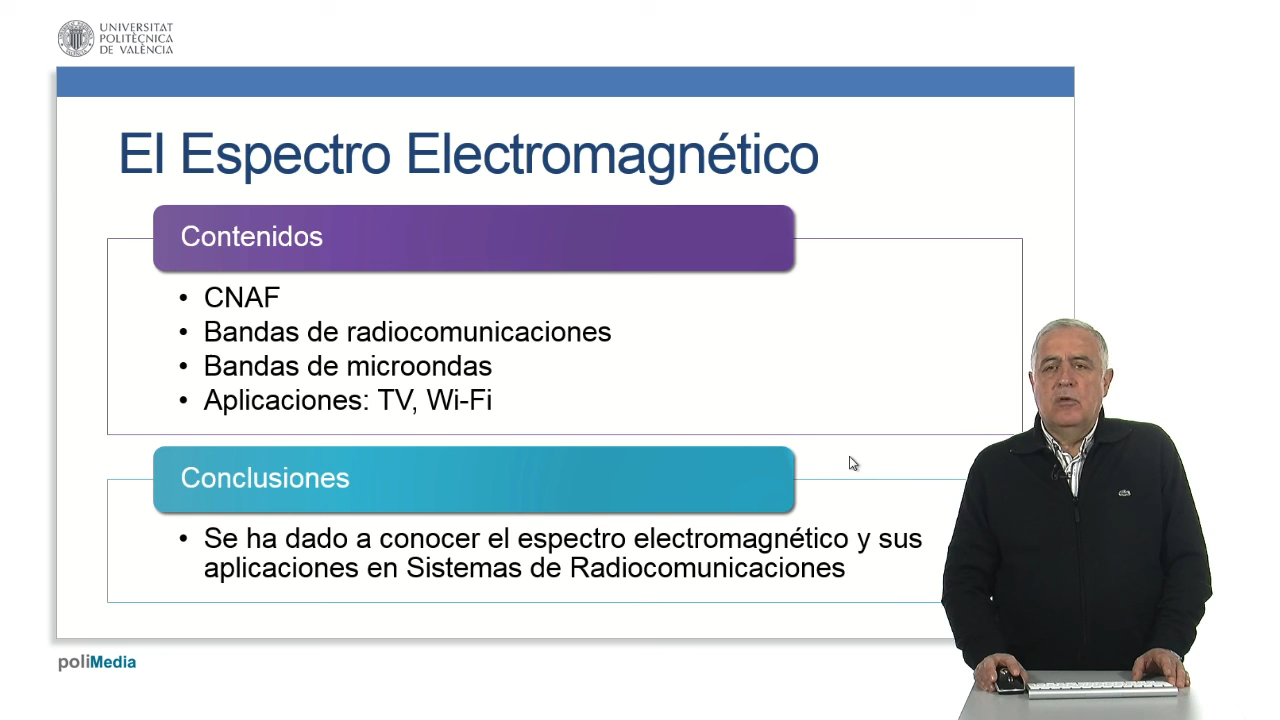 UNIVERSITAT
POLITÈCNICA
DE VALÈNCIA
El Espectro Electromagnético
Contenidos
• CNAF
• Bandas de radiocomunicaciones
• Bandas de microondas
• Aplicaciones: TV, Wi-Fi
Conclusiones
• Se ha dado a conocer el espectro electromagnético y sus
aplicaciones en Sistemas de Radiocomunicaciones
poliMedia